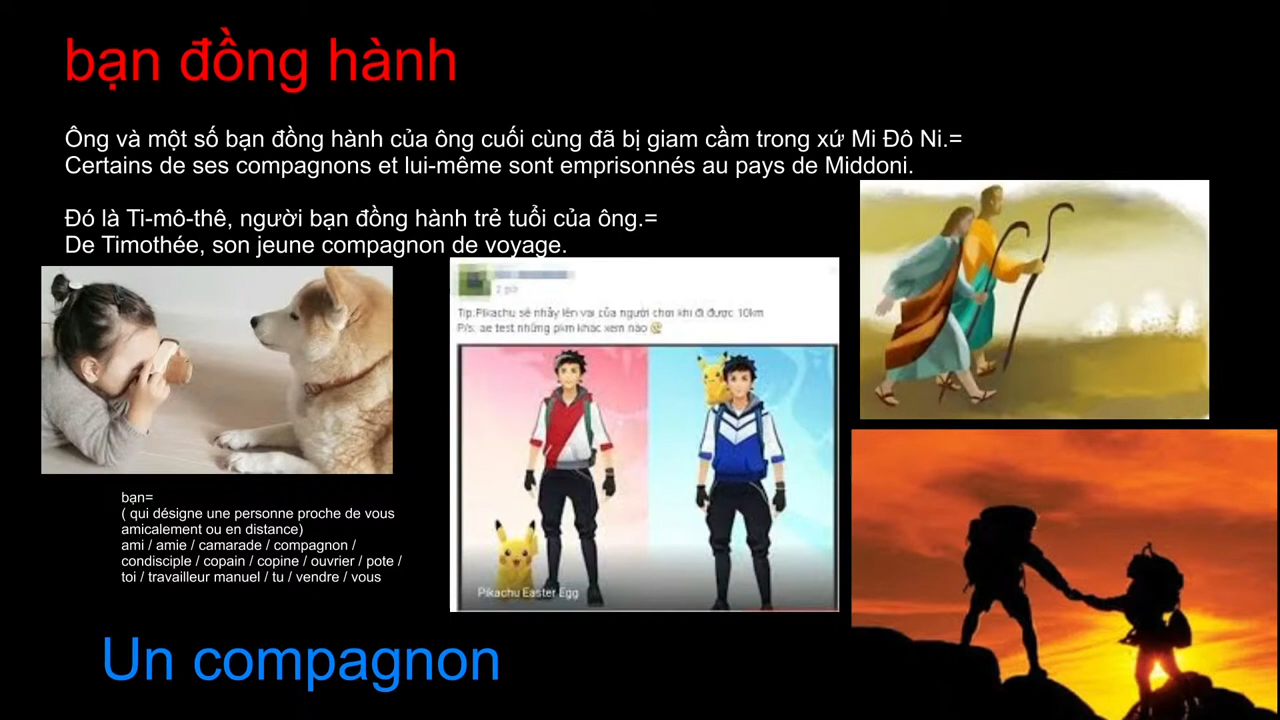 bạn đồng hành
Ông và một số bạn đồng hành của ông cuối cùng đã bị giam cầm trong xứ Mi Đô Ni.=
Certains de ses compagnons et lui-même sont emprisonnés au pays de Middoni.
Đó là Ti-mô-thê, người bạn đồng hành trẻ tuổi của ông.=
De Timothée, son jeune compagnon de voyage.
2 giờ
Tip:Pikachu sẽ nhảy lên vai của người chơi khi đi được 10km
P/s: ae test những pkm khác xem nào
Pikachu Easter Egg
bạn=
( qui désigne une personne proche de vous
amicalement ou en distance)
ami / amie / camarade / compagnon /
condisciple / copain / copine / ouvrier / pote /
toi / travailleur manuel / tu / vendre / vous
Un compagnon